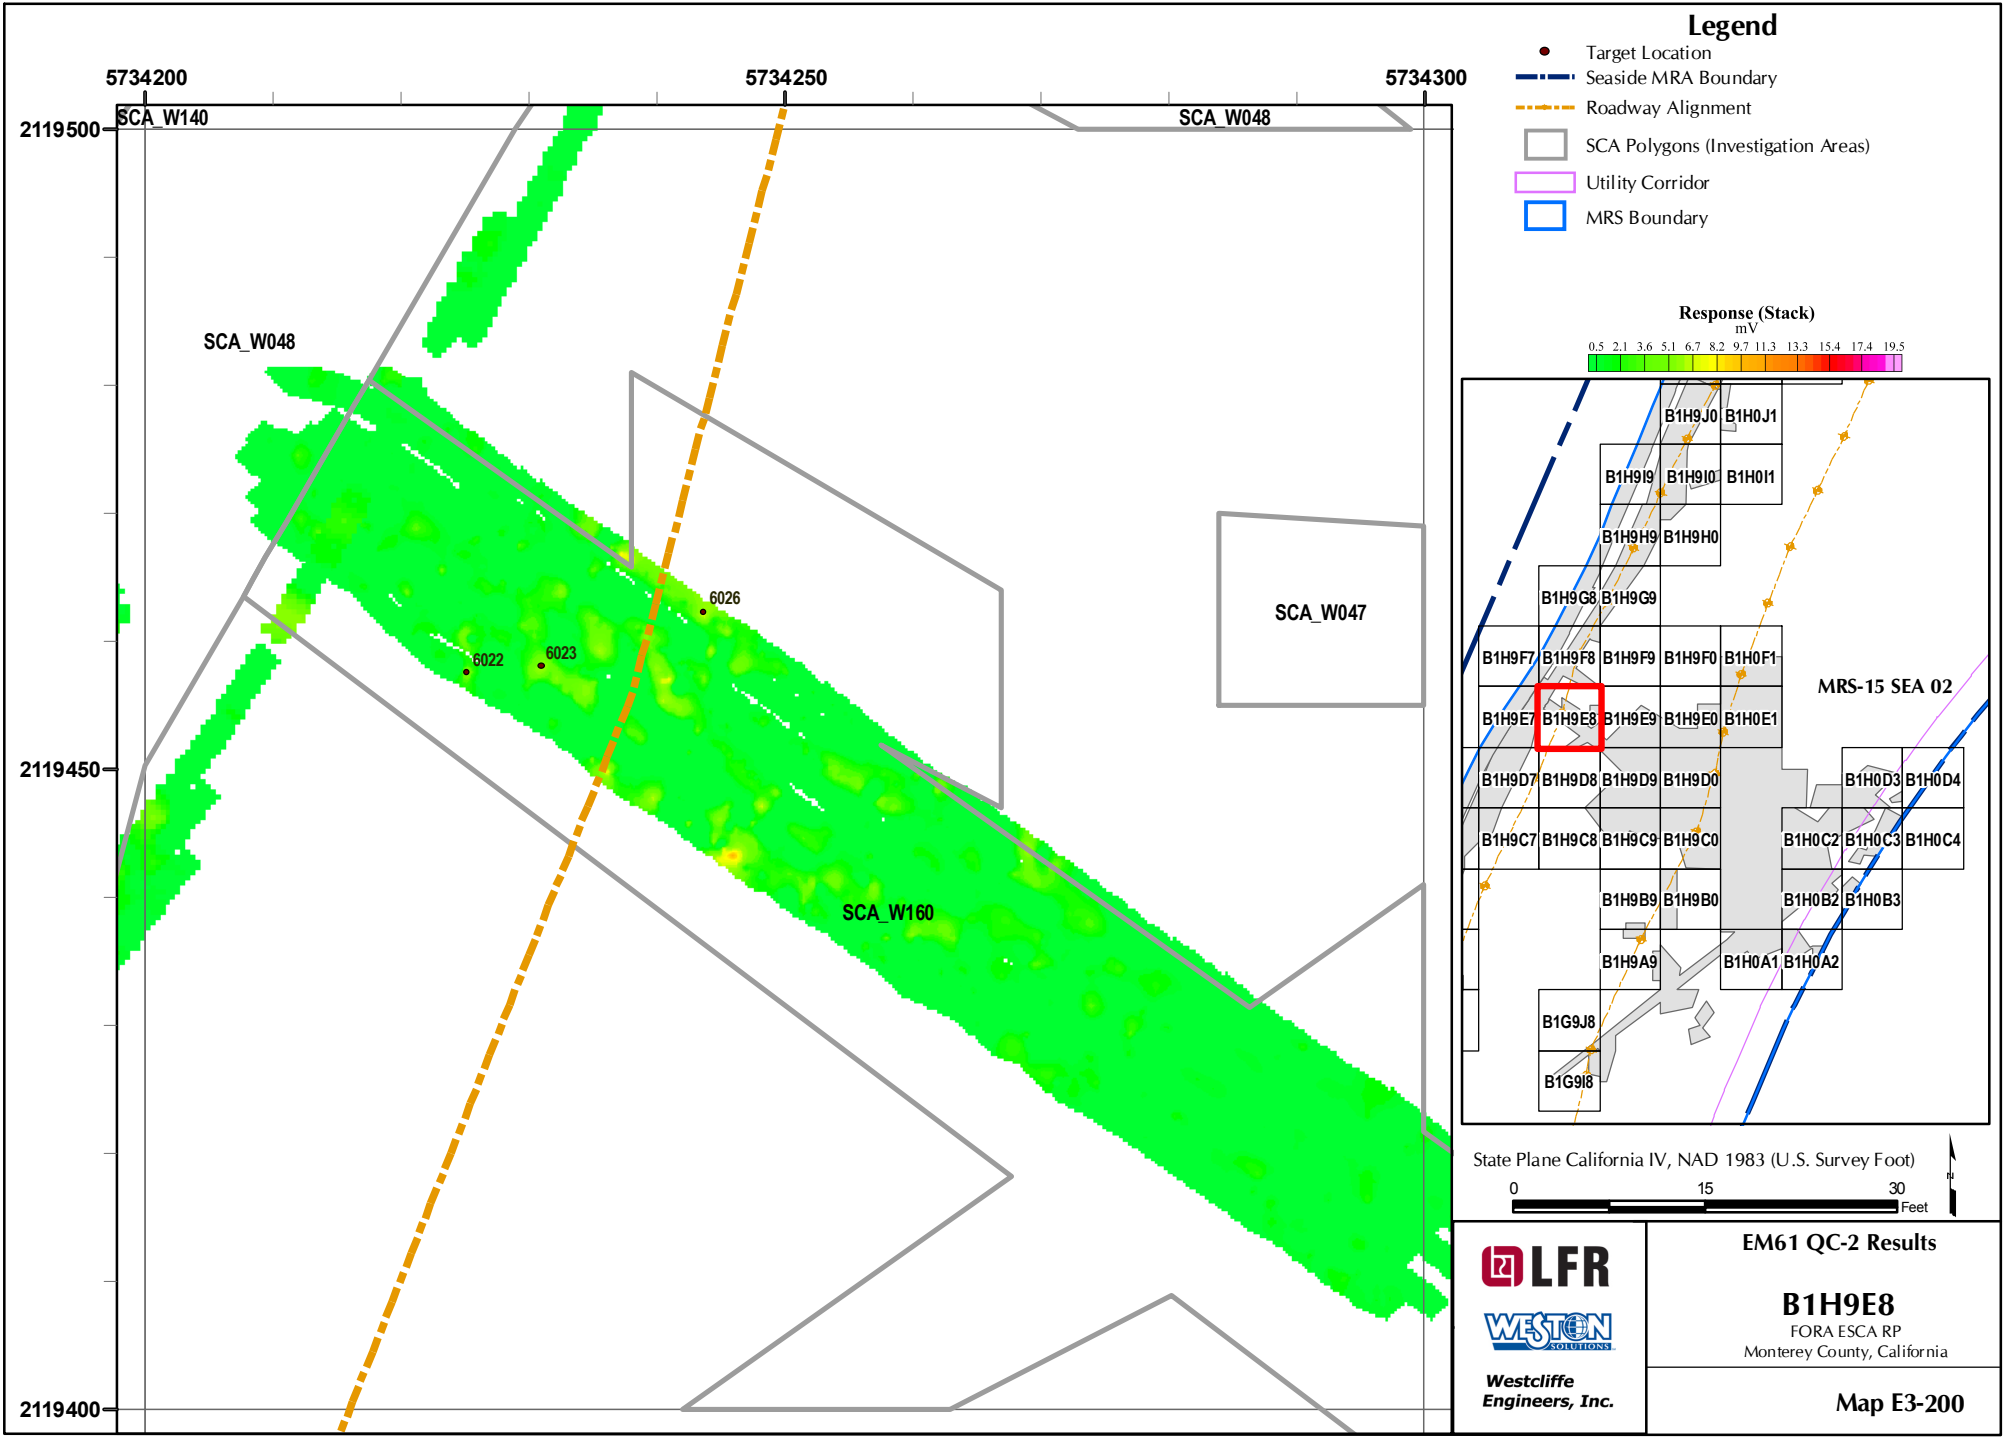 5734200
5734250
5734300
2119500
2119450
2119400
SCA_W140
SCA_W048
SCA_W048
SCA_W047
SCA_W160
6026
6022
6023
Legend
Target Location
Seaside MRA Boundary
Roadway Alignment
SCA Polygons (Investigation Areas)
Utility Corridor
MRS Boundary
Response (Stack)
mV
0.5 2.1 3.6 5.1 6.7 8.2 9.7 11.3 13.3 15.4 17.4 19.5
B1H9J0 B1H0J1
B1H9I9 B1H9I0 B1H0I1
B1H9H9 B1H9H0
B1H9G8 B1H9G9
B1H9F7 B1H9F8 B1H9F9 B1H9F0 B1H0F1
MRS-15 SEA 02
B1H9E7 B1H9E8 B1H9E9 B1H9E0 B1H0E1
B1H9D7 B1H9D8 B1H9D9 B1H9D0 B1H0D3 B1H0D4
B1H9C7 B1H9C8 B1H9C9 B1H9C0 B1H0C2 B1H0C3 B1H0C4
B1H9B9 B1H9B0 B1H0B2 B1H0B3
B1H9A9 B1H0A1 B1H0A2
B1G9J8
B1G9I8
State Plane California IV, NAD 1983 (U.S. Survey Foot)
0 15 30
Feet
N
LFR
WESTON
SOLUTIONS
Westcliffe
Engineers, Inc.
EM61 QC-2 Results
B1H9E8
FORA ESCA RP
Monterey County, California
Map E3-200